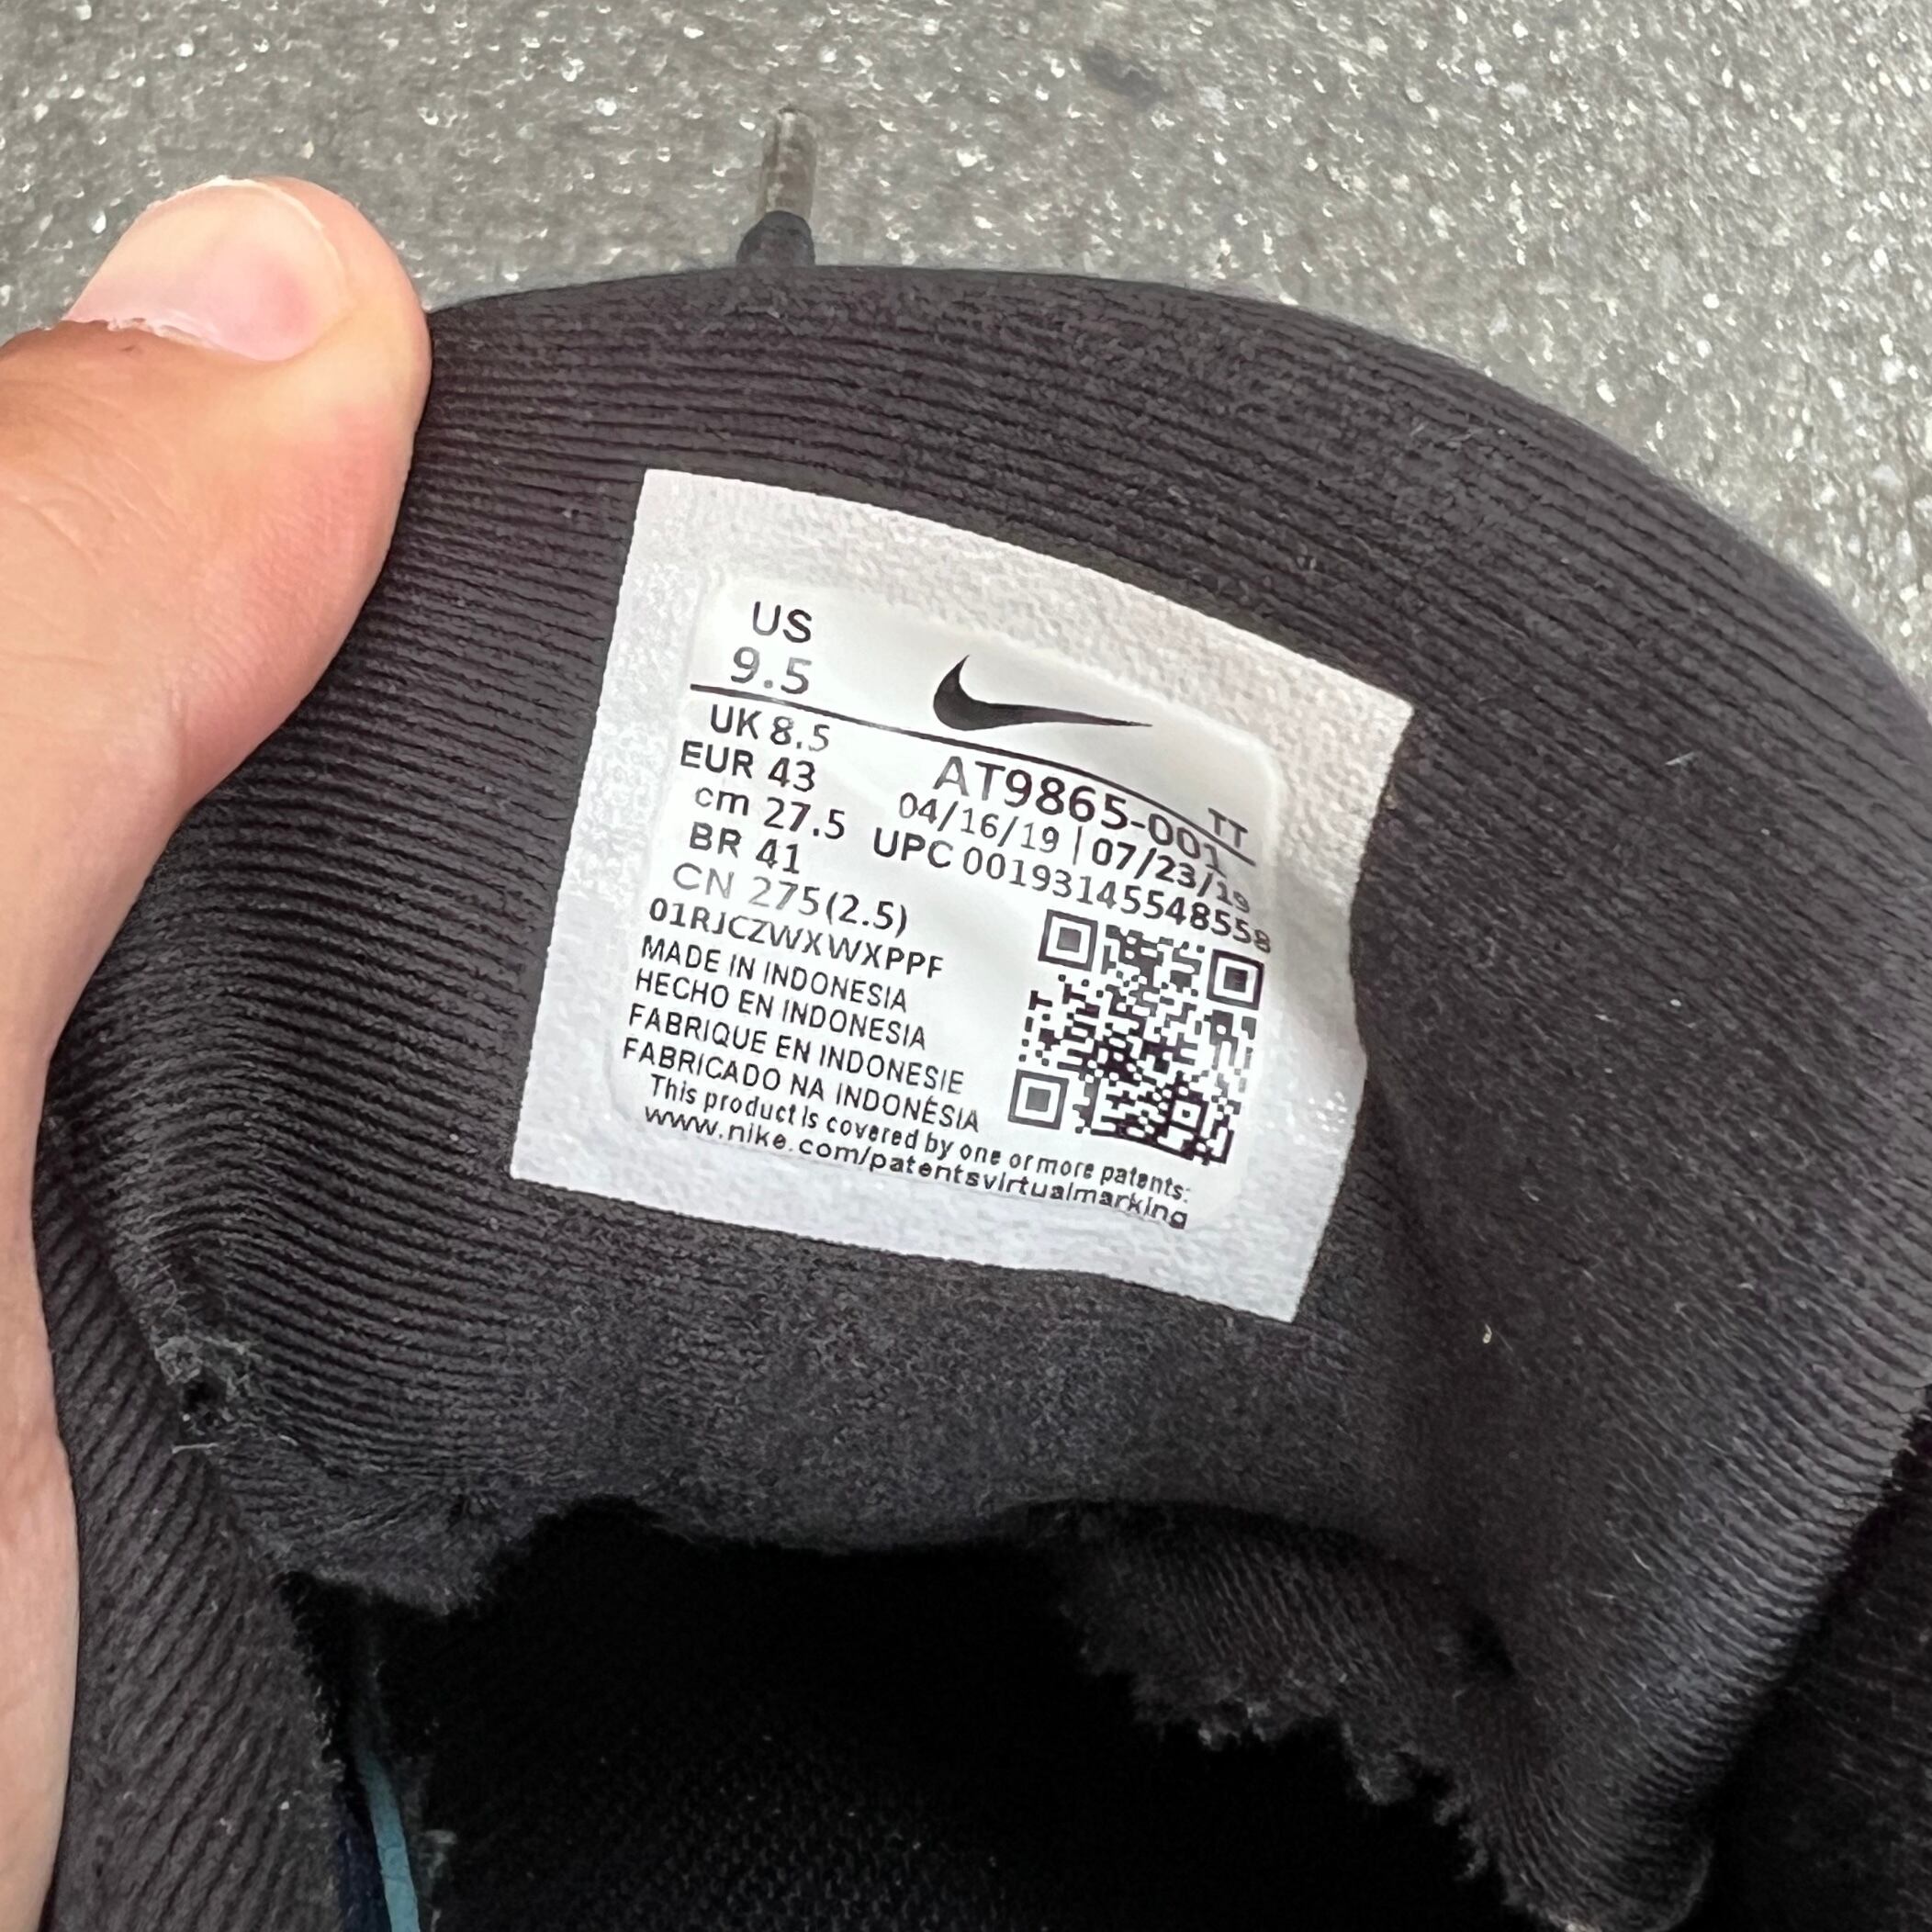 US
9.5
UK 8.5
EUR 43
cm 27.5
BR 41
CN 275(2.5)
TT
AT9865-001
04/16/19 | 07/23/19
UPC 00193145548558
01RJCZWXWXPPF
MADE IN INDONESIA
HECHO EN INDONESIA
FABRIQUE EN INDONESIE
FABRICADO NA INDONÉSIA
This product is covered by one or more patents:
www.nike.com/patentsvirtualmarking